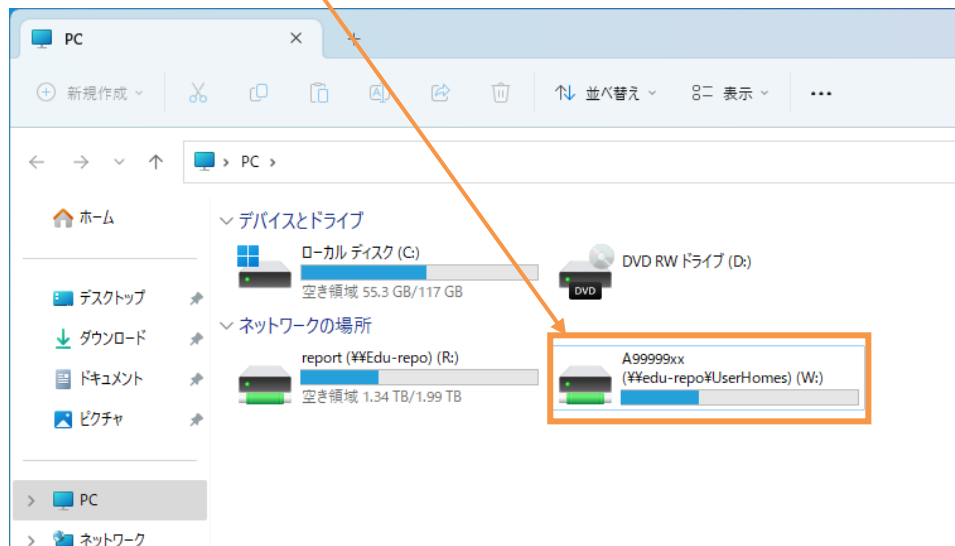 PC
新規作成
並べ替え
表示
PC
ホーム
デスクトップ
ダウンロード
ドキュメント
ピクチャ
PC
ネットワーク
デバイスとドライブ
ローカル ディスク (C:)
空き領域 55.3 GB/117 GB
DVD RW ドライブ (D:)
DVD
ネットワークの場所
report (¥¥Edu-repo) (R:)
空き領域 1.34 TB/1.99 TB
A99999xx
(¥¥edu-repo¥UserHomes) (W:)